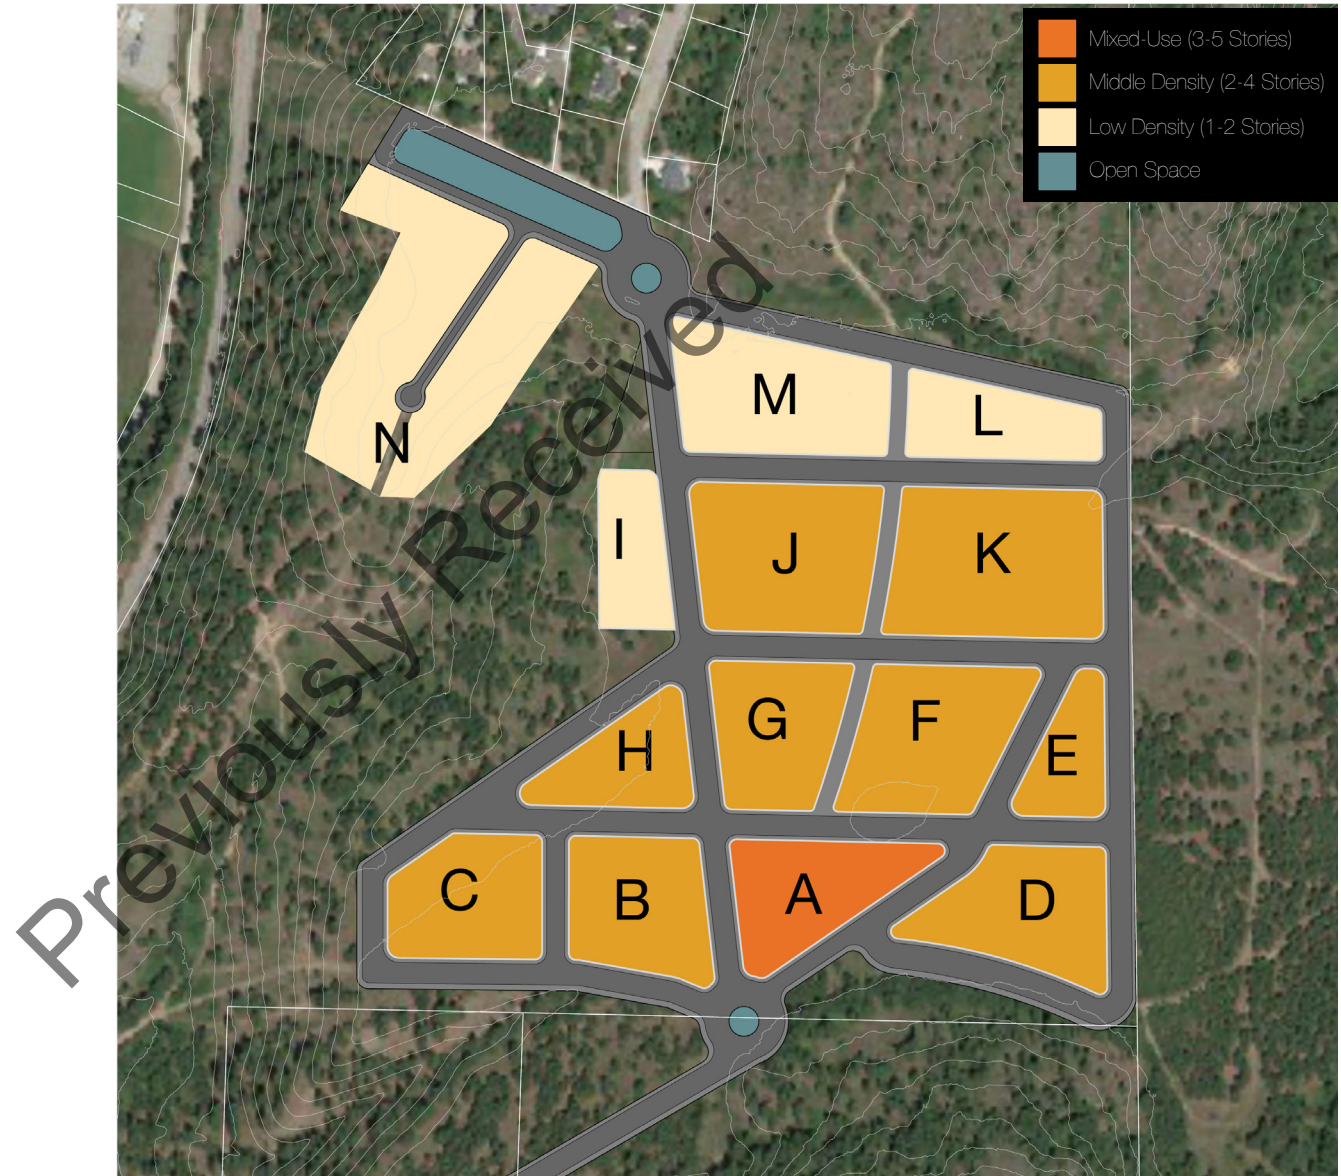 Mixed-Use (3-5 Stories)
Middle Density (2-4 Stories)
Low Density (1-2 Stories)
Open Space
Previously Received
M
L
N
I
J
K
G
F
H
E
C
B
A
D